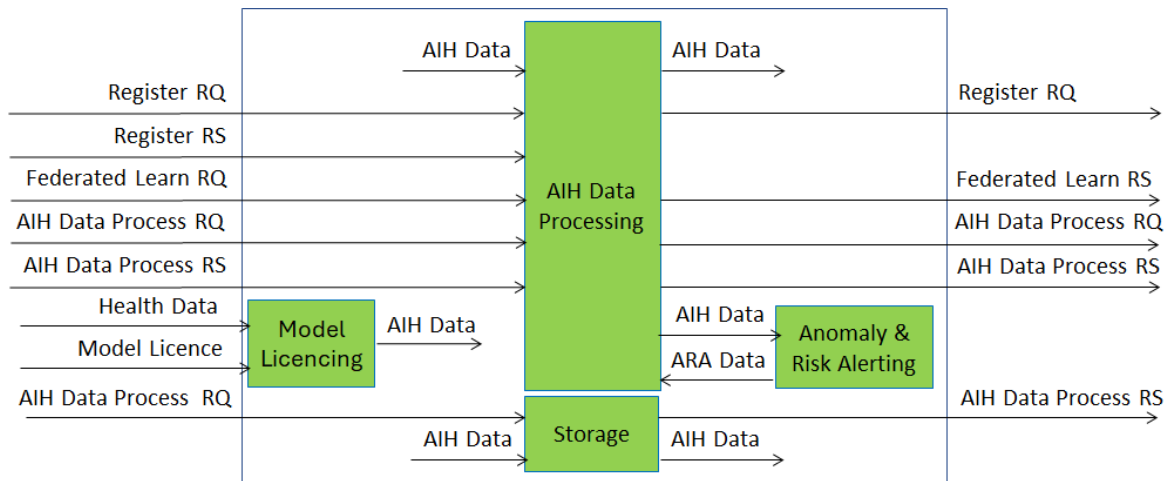 AIH Data
AIH Data
Register RQ
Register RQ
Register RS
Federated Learn RQ
AIH Data
Processing
Federated Learn RS
AIH Data Process RQ
AIH Data Process RQ
AIH Data Process RS
AIH Data Process RS
Health Data
Model
Licencing
AIH Data
AIH Data
Anomaly &
Risk Alerting
Model Licence
ARA Data
AIH Data Process RQ
AIH Data Process RS
Storage
AIH Data
AIH Data